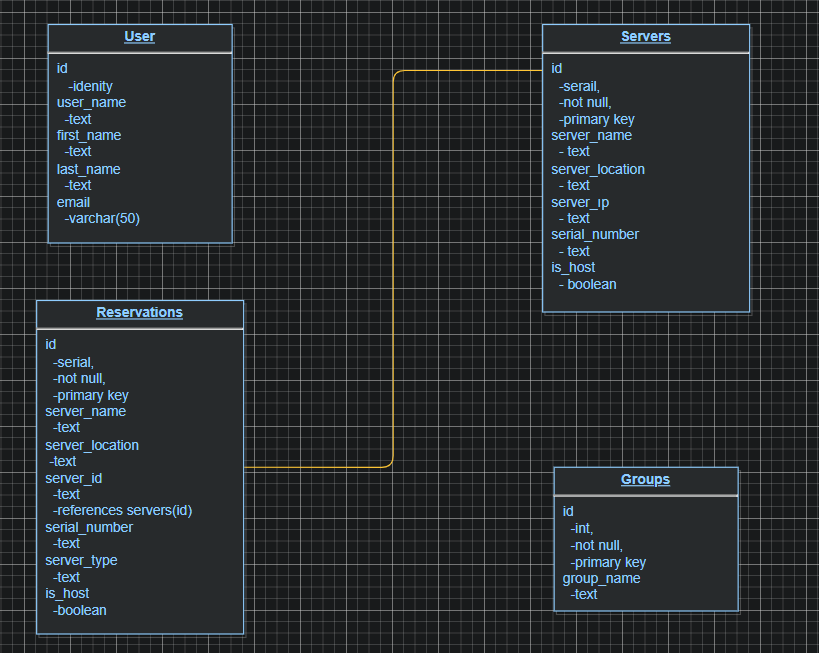 User
id
-idenity
user_name
-text
first_name
-text
last_name
-text
email
-varchar(50)
Servers
id
-serail,
-not null,
-primary key
server_name
- text
server_location
- text
server_ip
- text
serial_number
- text
is_host
- boolean
Reservations
id
-serial,
-not null,
-primary key
server_name
-text
server_location
-text
server_id
-text
-references servers(id)
serial_number
-text
server_type
-text
is_host
-boolean
Groups
id
-int,
-not null,
-primary key
group_name
-text